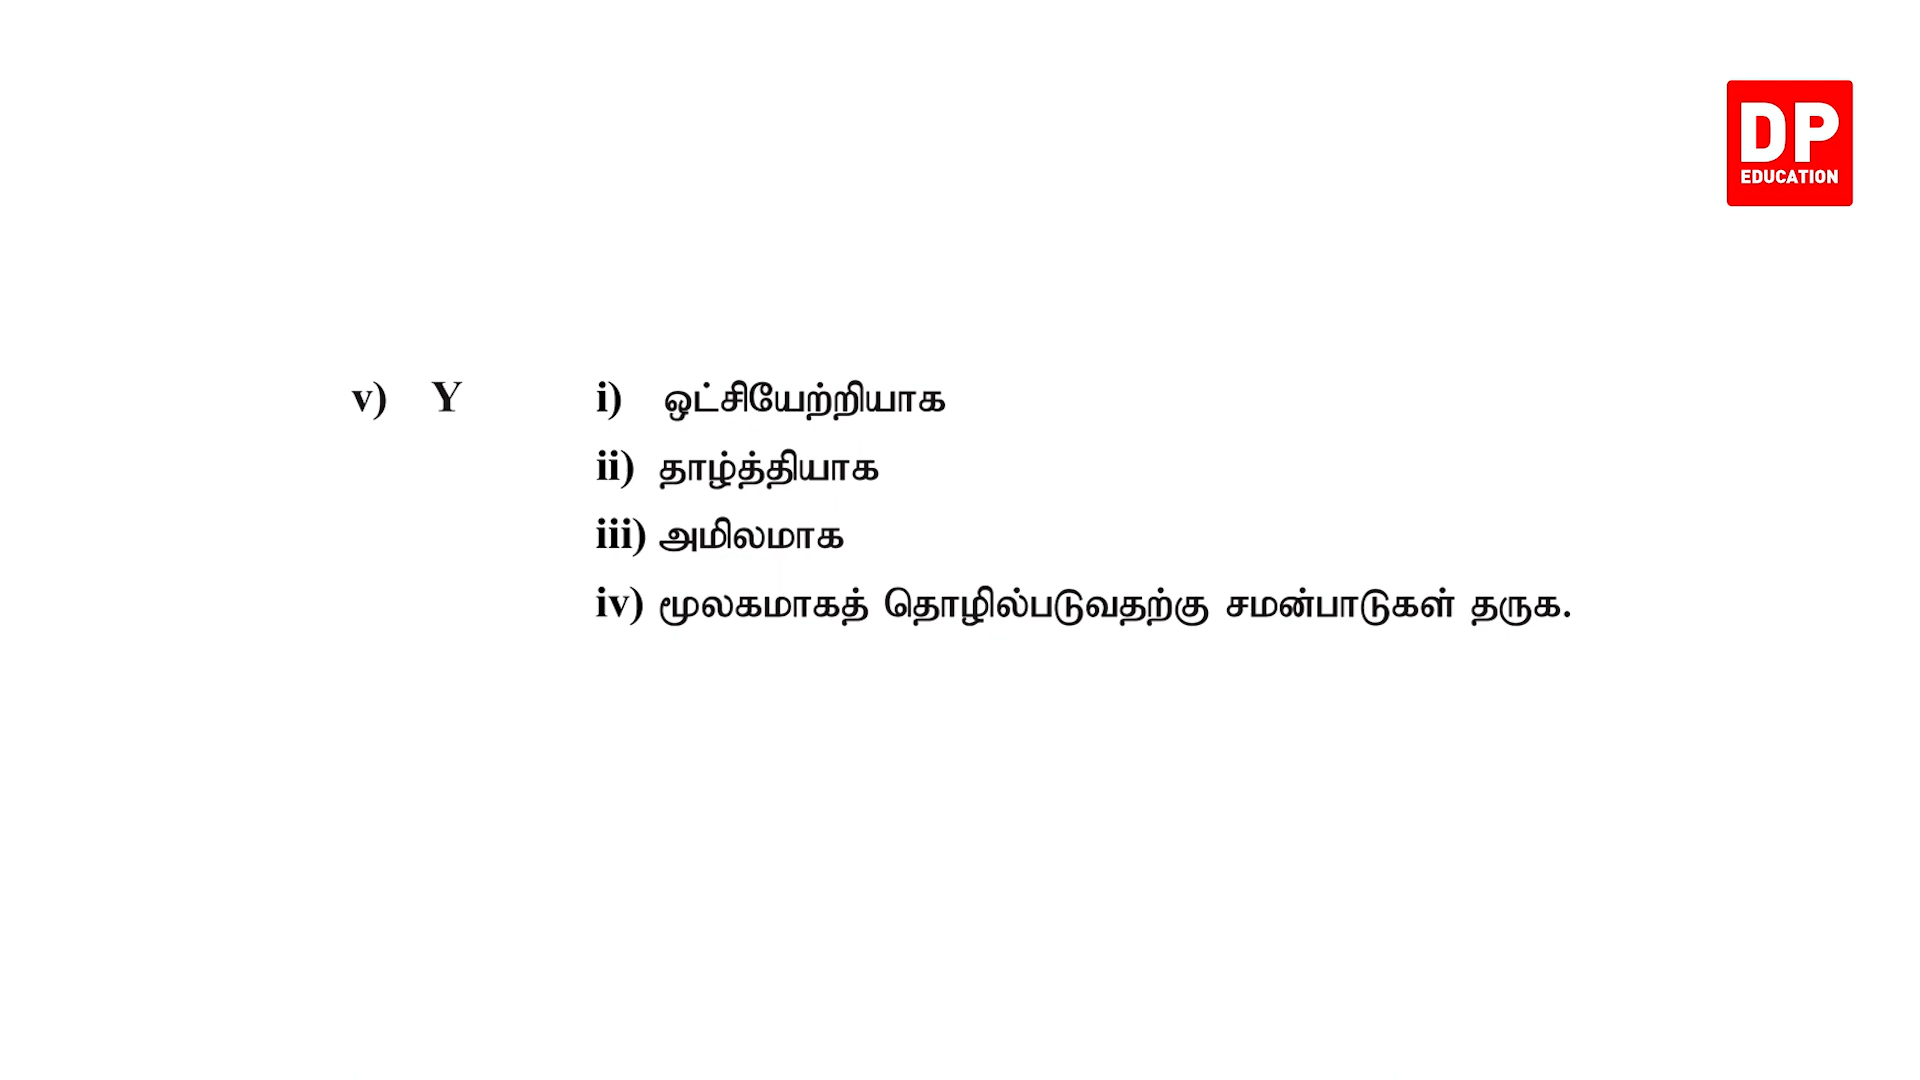 DP
EDUCATION
v) Y i) ஒட்சியேற்றியாக
ii) தாழ்த்தியாக
iii) அமிலமாக
iv) மூலகமாகத் தொழில்படுவதற்கு சமன்பாடுகள் தருக.